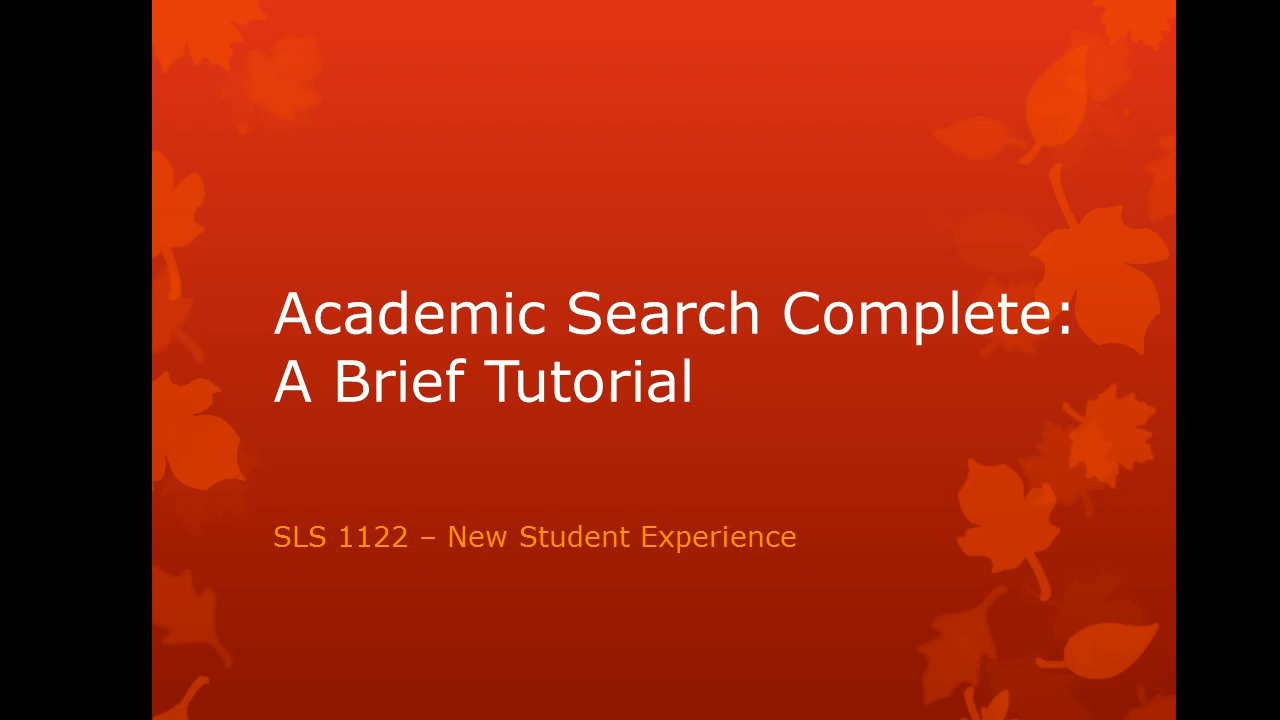 Academic Search Complete:
A Brief Tutorial
SLS 1122 – New Student Experience